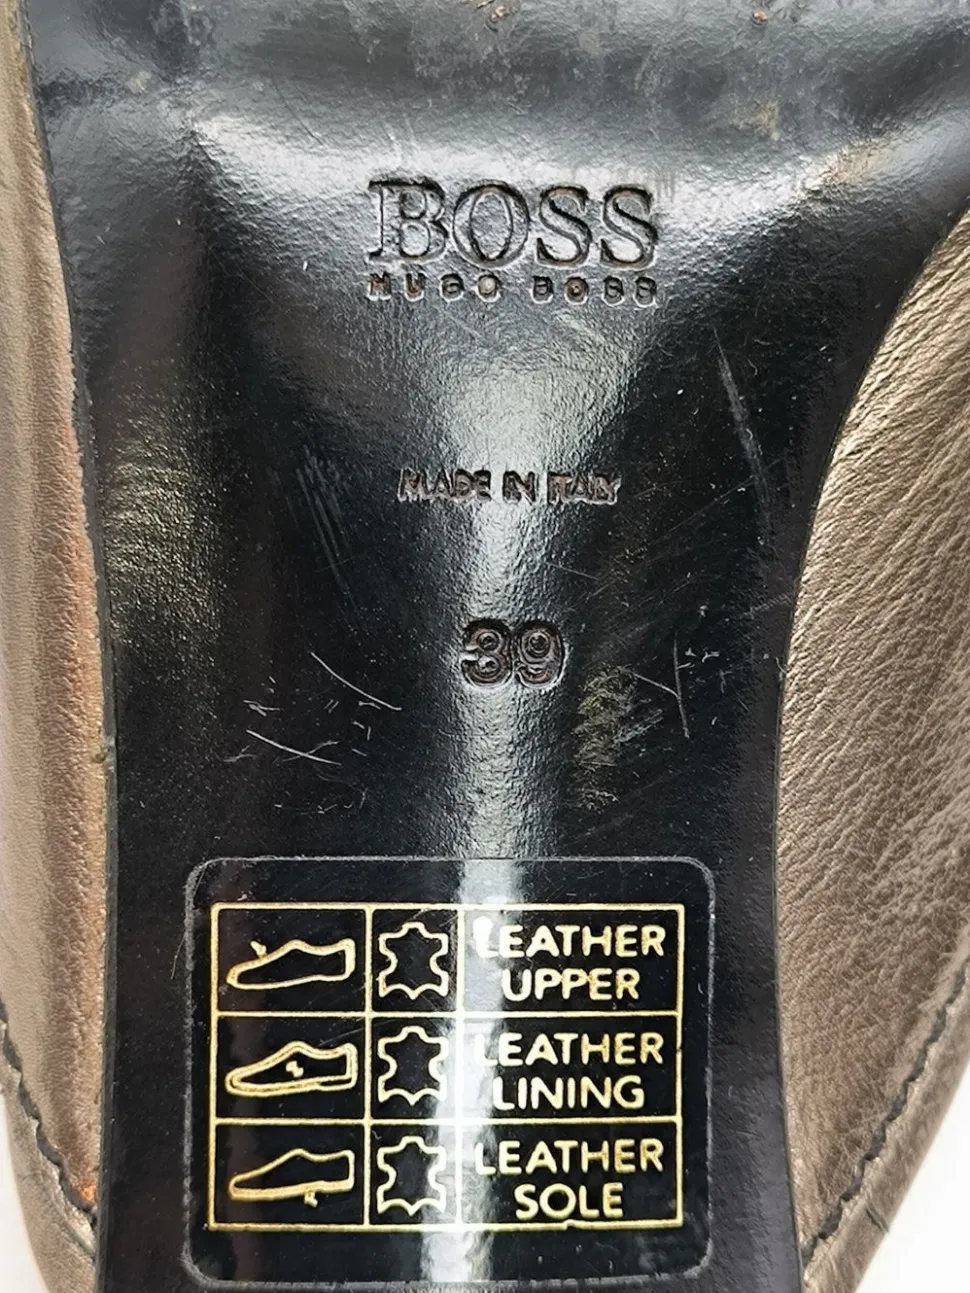 BOSS
HUGO BOSS
MADE IN ITALY
39
LEATHER
UPPER
LEATHER
LINING
LEATHER
SOLE